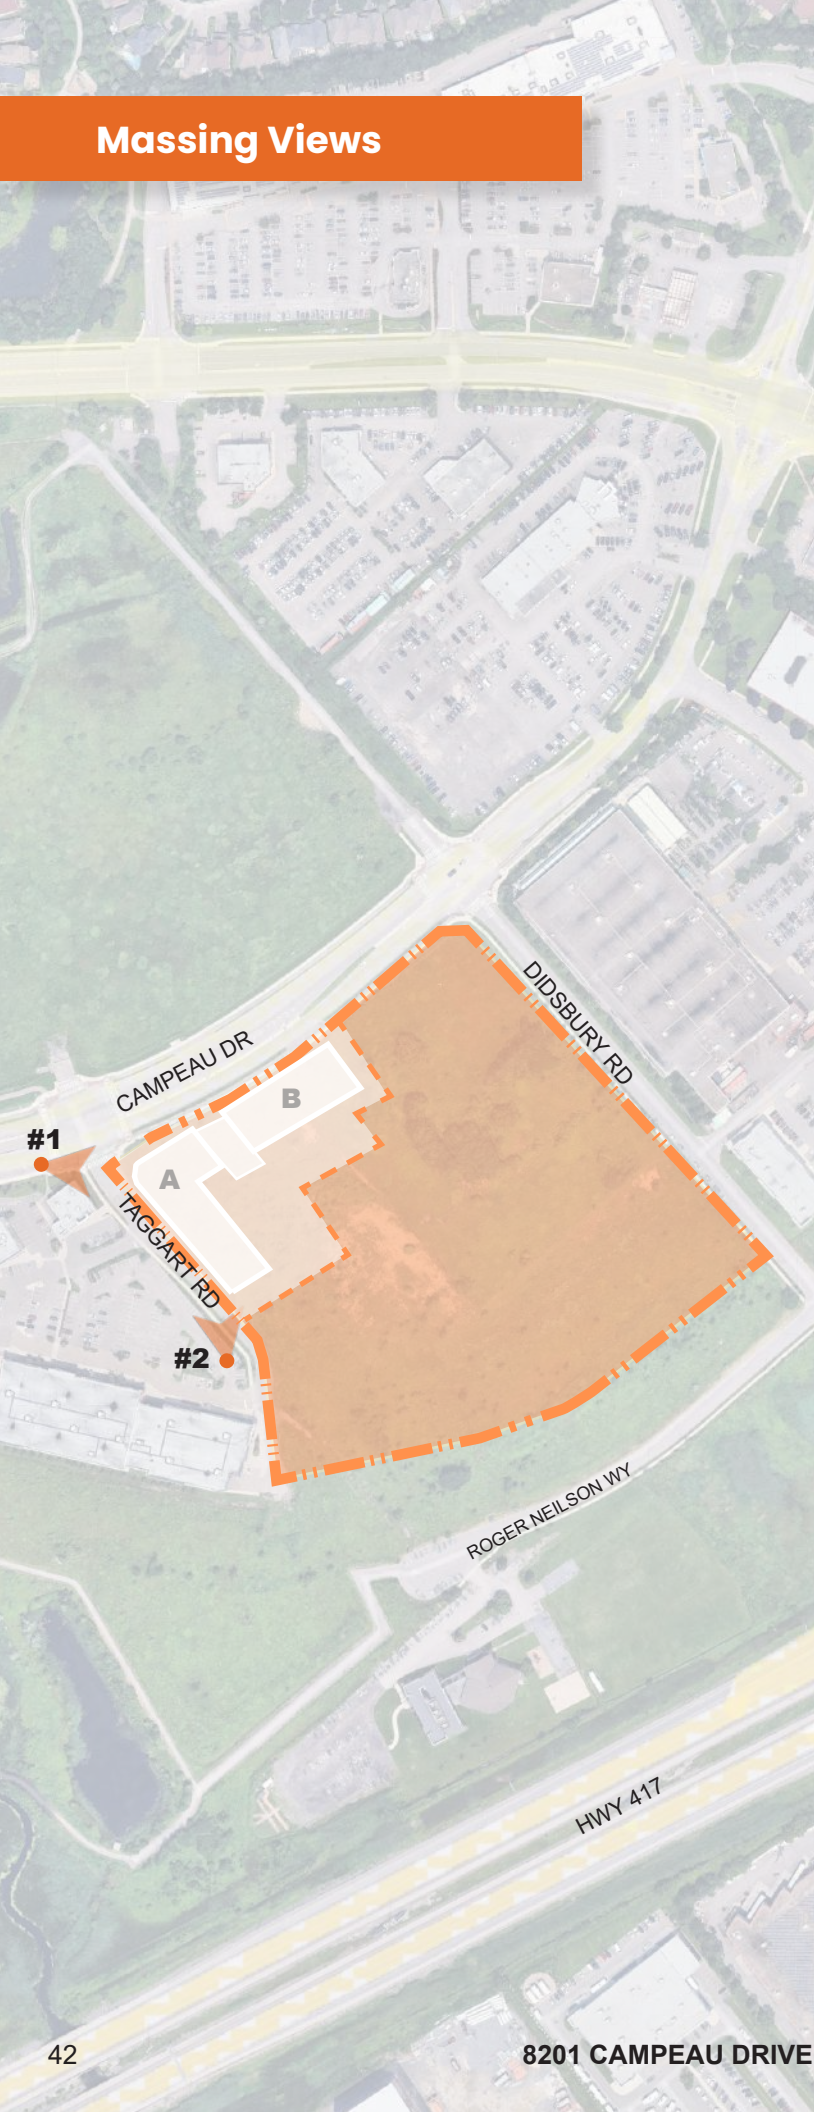 Massing Views
DIDSBURY RD
CAMPEAU DR
B
#1
A
TAGGART RD
#2
ROGER NEILSON WY
HWY 417
42
8201 CAMPEAU DRIVE